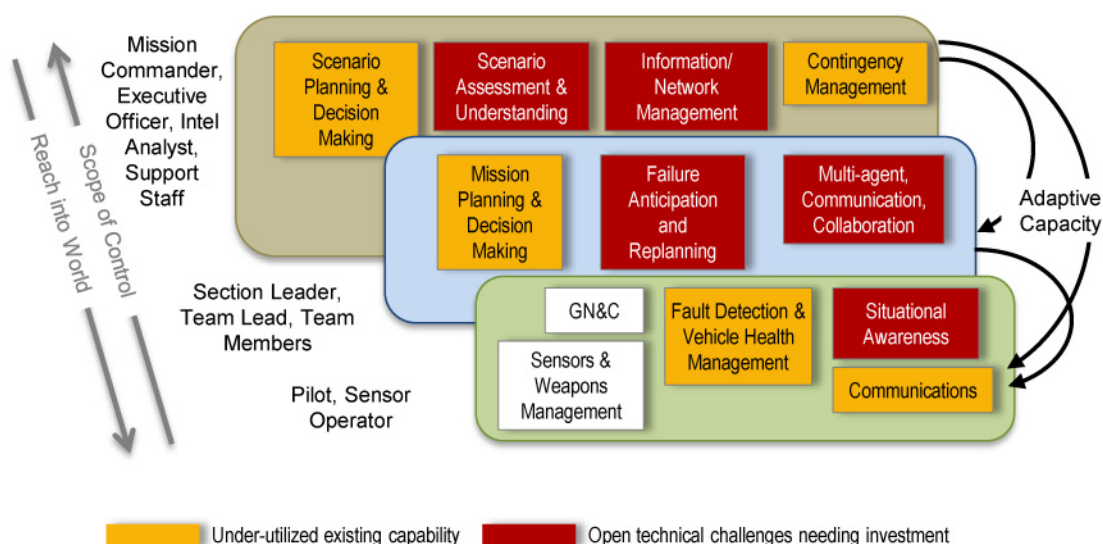 Mission
Commander,
Executive
Officer, Intel
Analyst,
Support
Staff
Reach into World
Scope of Control
Scenario
Planning &
Decision
Making
Scenario
Assessment &
Understanding
Information/
Network
Management
Contingency
Management
Mission
Planning &
Decision
Making
Failure
Anticipation
and
Replanning
Multi-agent,
Communication,
Collaboration
Adaptive
Capacity
Section Leader,
Team Lead, Team
Members
GN&C
Fault Detection &
Vehicle Health
Management
Situational
Awareness
Sensors &
Weapons
Management
Communications
Pilot, Sensor
Operator
Under-utilized existing capability
Open technical challenges needing investment